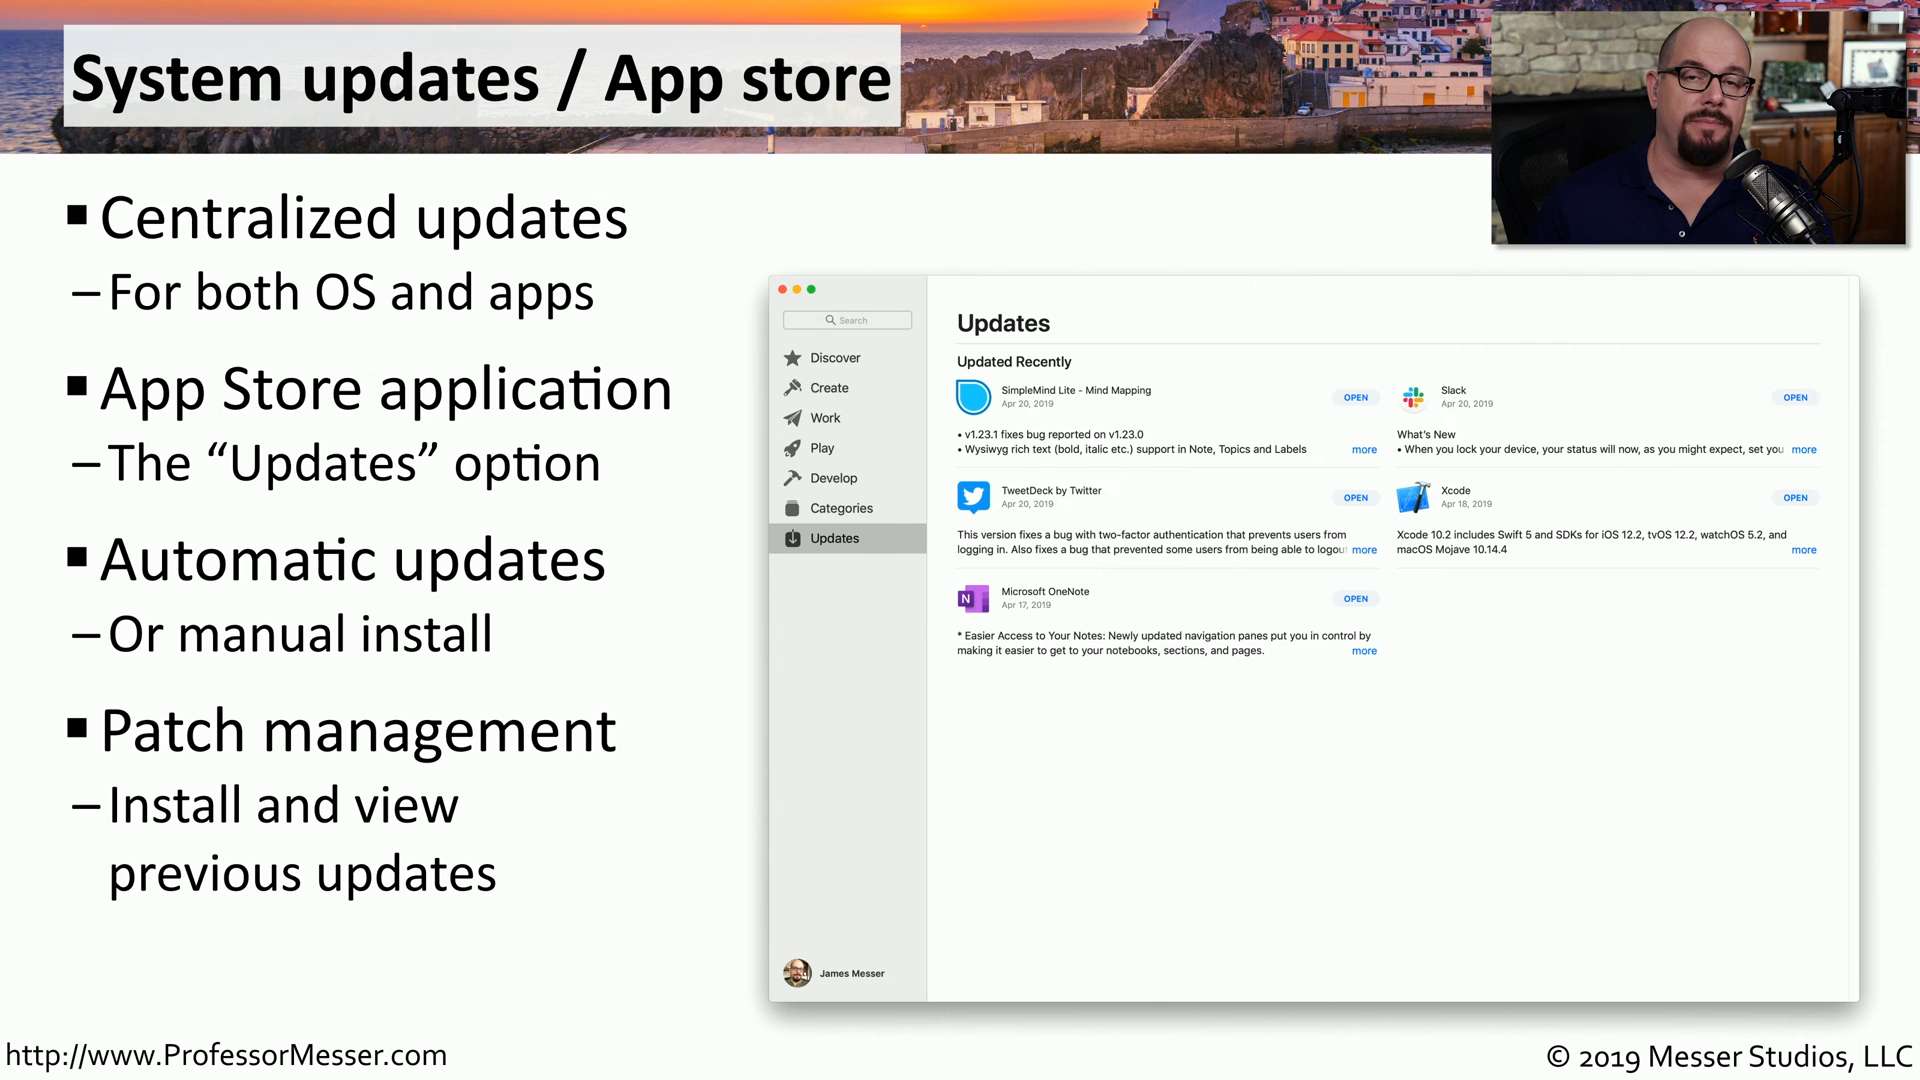 System updates / App store
▪ Centralized updates
– For both OS and apps
▪ App Store application
– The “Updates” option
▪ Automatic updates
– Or manual install
▪ Patch management
– Install and view
previous updates
Search
Discover
Create
Work
Play
Develop
Categories
Updates
James Messer
Updates
Updated Recently
SimpleMind Lite - Mind Mapping
Apr 20, 2019
OPEN
• v1.23.1 fixes bug reported on v1.23.0
• Wysiwyg rich text (bold, italic etc.) support in Note, Topics and Labels more
Slack
Apr 20, 2019
OPEN
What's New
• When you lock your device, your status will now, as you might expect, set you more
TweetDeck by Twitter
Apr 20, 2019
OPEN
This version fixes a bug with two-factor authentication that prevents users from
logging in. Also fixes a bug that prevented some users from being able to logout more
Xcode
Apr 18, 2019
OPEN
Xcode 10.2 includes Swift 5 and SDKs for iOS 12.2, tvOS 12.2, watchOS 5.2, and
macOS Mojave 10.14.4 more
N
Microsoft OneNote
Apr 17, 2019
OPEN
* Easier Access to Your Notes: Newly updated navigation panes put you in control by
making it easier to get to your notebooks, sections, and pages. more
http://www.ProfessorMesser.com
© 2019 Messer Studios, LLC